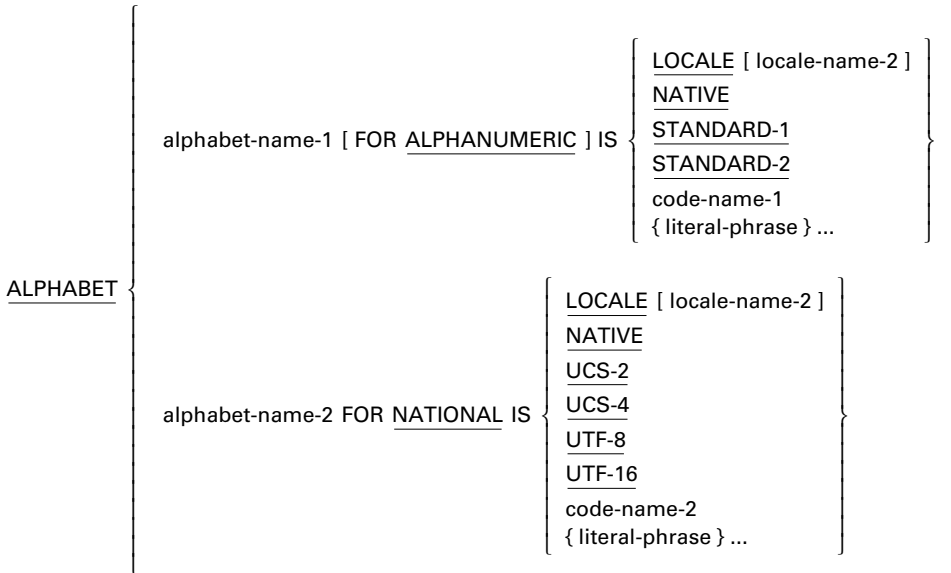 ALPHABET
alphabet-name-1 [ FOR ALPHANUMERIC ] IS
LOCALE [ locale-name-2 ]
NATIVE
STANDARD-1
STANDARD-2
code-name-1
{ literal-phrase } ...
alphabet-name-2 FOR NATIONAL IS
LOCALE [ locale-name-2 ]
NATIVE
UCS-2
UCS-4
UTF-8
UTF-16
code-name-2
{ literal-phrase } ...